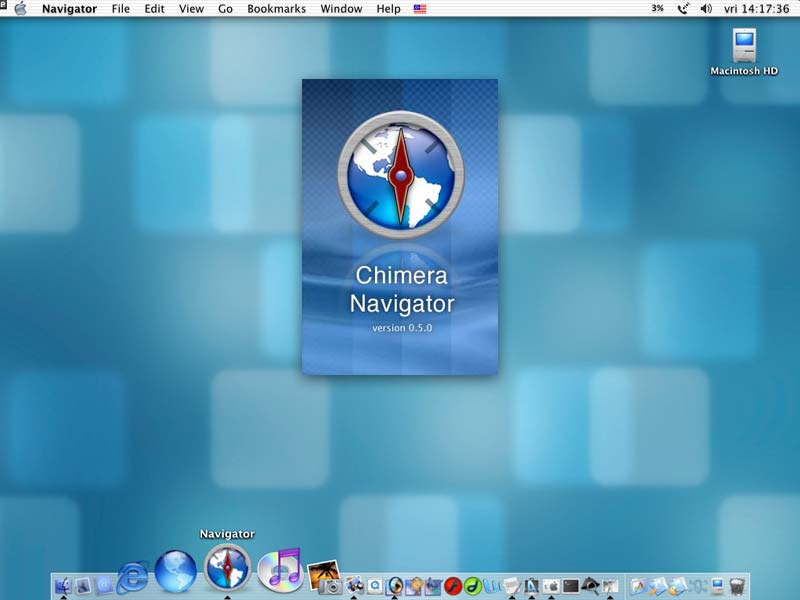 Navigator File Edit View Go Bookmarks Window Help 3% vri 14:17:36
Macintosh HD
Chimera
Navigator
version 0.5.0
Navigator